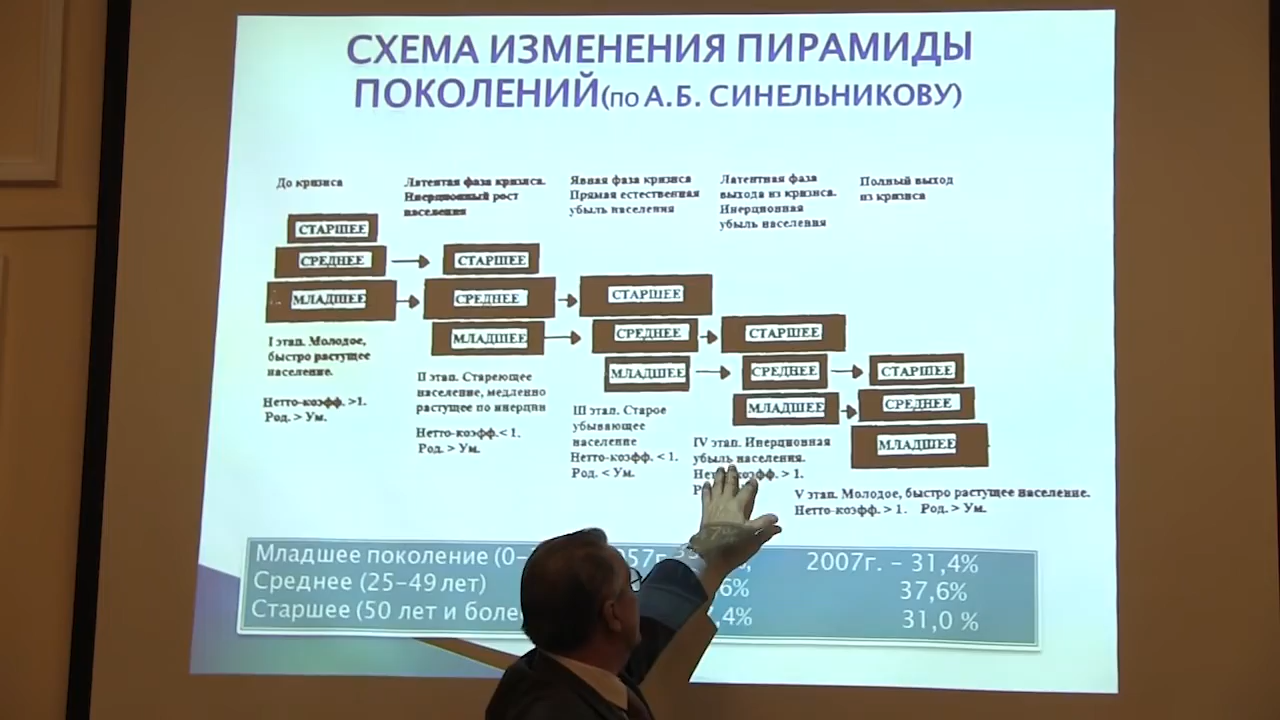 СХЕМА ИЗМЕНЕНИЯ ПИРАМИДЫ
ПОКОЛЕНИЙ(по А.Б. СИНЕЛЬНИКОВУ)
До кризиса
Латентая фаза кризиса.
Инерционный рост
населения
Явная фаза кризиса
Прямая естественная
убыль населения
Латентная фаза
выхода из кризиса.
Инерционная
убыль населения
Полный выход
из кризиса
СТАРШЕЕ
СРЕДНЕЕ
МЛАДШЕЕ
СТАРШЕЕ
СРЕДНЕЕ
МЛАДШЕЕ
СТАРШЕЕ
СРЕДНЕЕ
МЛАДШЕЕ
СТАРШЕЕ
СРЕДНЕЕ
МЛАДШЕЕ
СТАРШЕЕ
СРЕДНЕЕ
МЛАДШЕЕ
I этап. Молодое,
быстро растущее
население.
Нетто-коэфф. >1.
Род. > Ум.
II этап. Стареющее
население, медленно
растущее по инерции
Нетто-коэфф.< 1.
Род. > Ум.
III этап. Старое
убывающее
население
Нетто-коэфф. < 1.
Род. < Ум.
IV этап. Инерционная
убыль населения.
коэфф. > 1.
V этап. Молодое, быстро растущее население.
Нетто-коэфф. > 1. Род. > Ум.
Младшее поколение (0- 2007г. – 31,4%
Среднее (25–49 лет) 37,6%
Старшее (50 лет и 31,0 %